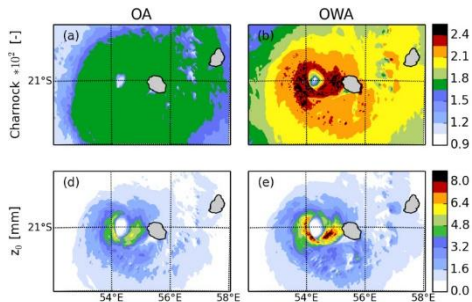 OA OWA
Charnock *10² [-] (a) (b) 2.4
21°S 2.1
1.8
1.5
1.2
0.9
z₀ [mm] (d) (e) 8.0
6.4
21°S 4.8
3.2
1.6
0.0
54°E 56°E 58°E 54°E 56°E 58°E